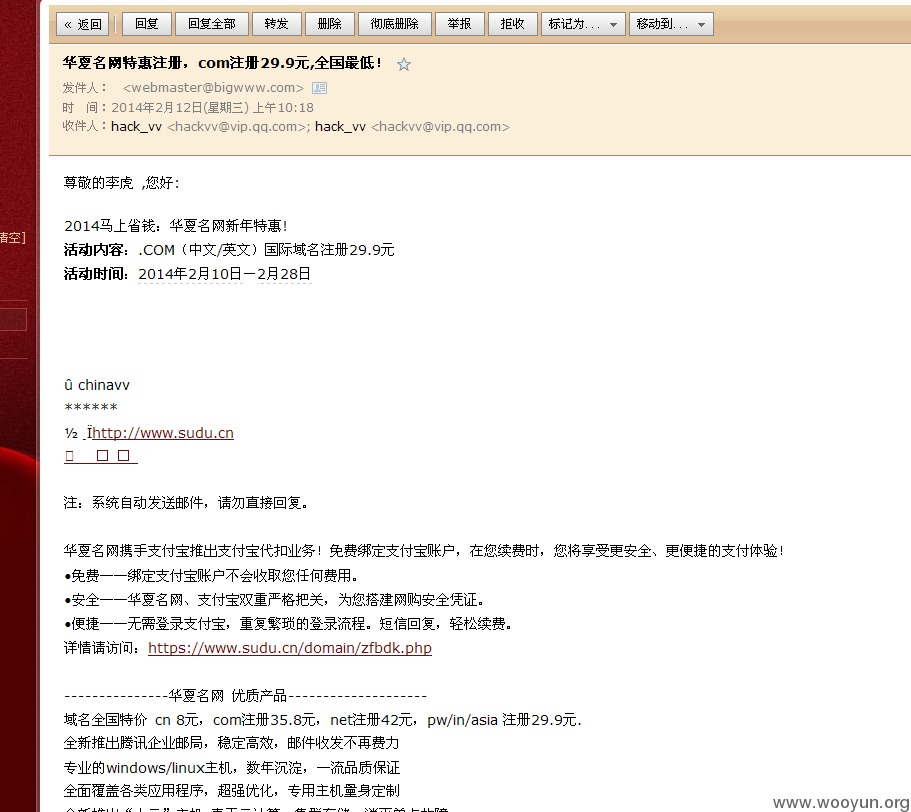 « 返回 回复 回复全部 转发 删除 彻底删除 举报 拒收 标记为... 移动到...
华夏名网特惠注册，com注册29.9元,全国最低！
发件人： <webmaster@bigwww.com>
时 间：2014年2月12日(星期三) 上午10:18
收件人：hack_vv <hackvv@vip.qq.com>; hack_vv <hackvv@vip.qq.com>
尊敬的李虎 ,您好：
空]
2014马上省钱：华夏名网新年特惠！
活动内容：.COM（中文/英文）国际域名注册29.9元
活动时间：2014年2月10日－2月28日
û chinavv
******
½ .Ïhttp://www.sudu.cn
注：系统自动发送邮件，请勿直接回复。
华夏名网携手支付宝推出支付宝代扣业务！免费绑定支付宝账户，在您续费时，您将享受更安全、更便捷的支付体验！
•免费——绑定支付宝账户不会收取您任何费用。
•安全——华夏名网、支付宝双重严格把关，为您搭建网购安全凭证。
•便捷——无需登录支付宝，重复繁琐的登录流程。短信回复，轻松续费。
详情请访问：https://www.sudu.cn/domain/zfbdk.php
---------------华夏名网 优质产品--------------------
域名全国特价 cn 8元，com注册35.8元，net注册42元，pw/in/asia 注册29.9元.
全新推出腾讯企业邮局，稳定高效，邮件收发不再费力
专业的windows/linux主机，数年沉淀，一流品质保证
全面覆盖各类应用程序，超强优化，专用主机量身定制
www.wooyun.org